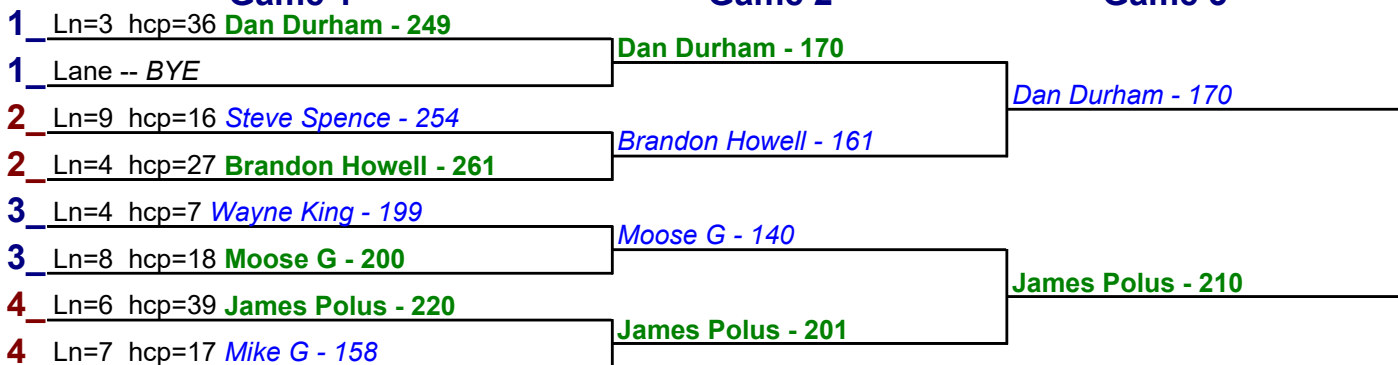 1_ Ln=3 hcp=36 Dan Durham - 249
Dan Durham - 170
1_ Lane -- BYE
Dan Durham - 170
2_ Ln=9 hcp=16 Steve Spence - 254
Brandon Howell - 161
2_ Ln=4 hcp=27 Brandon Howell - 261
3_ Ln=4 hcp=7 Wayne King - 199
Moose G - 140
3_ Ln=8 hcp=18 Moose G - 200
James Polus - 210
4_ Ln=6 hcp=39 James Polus - 220
James Polus - 201
4 Ln=7 hcp=17 Mike G - 158